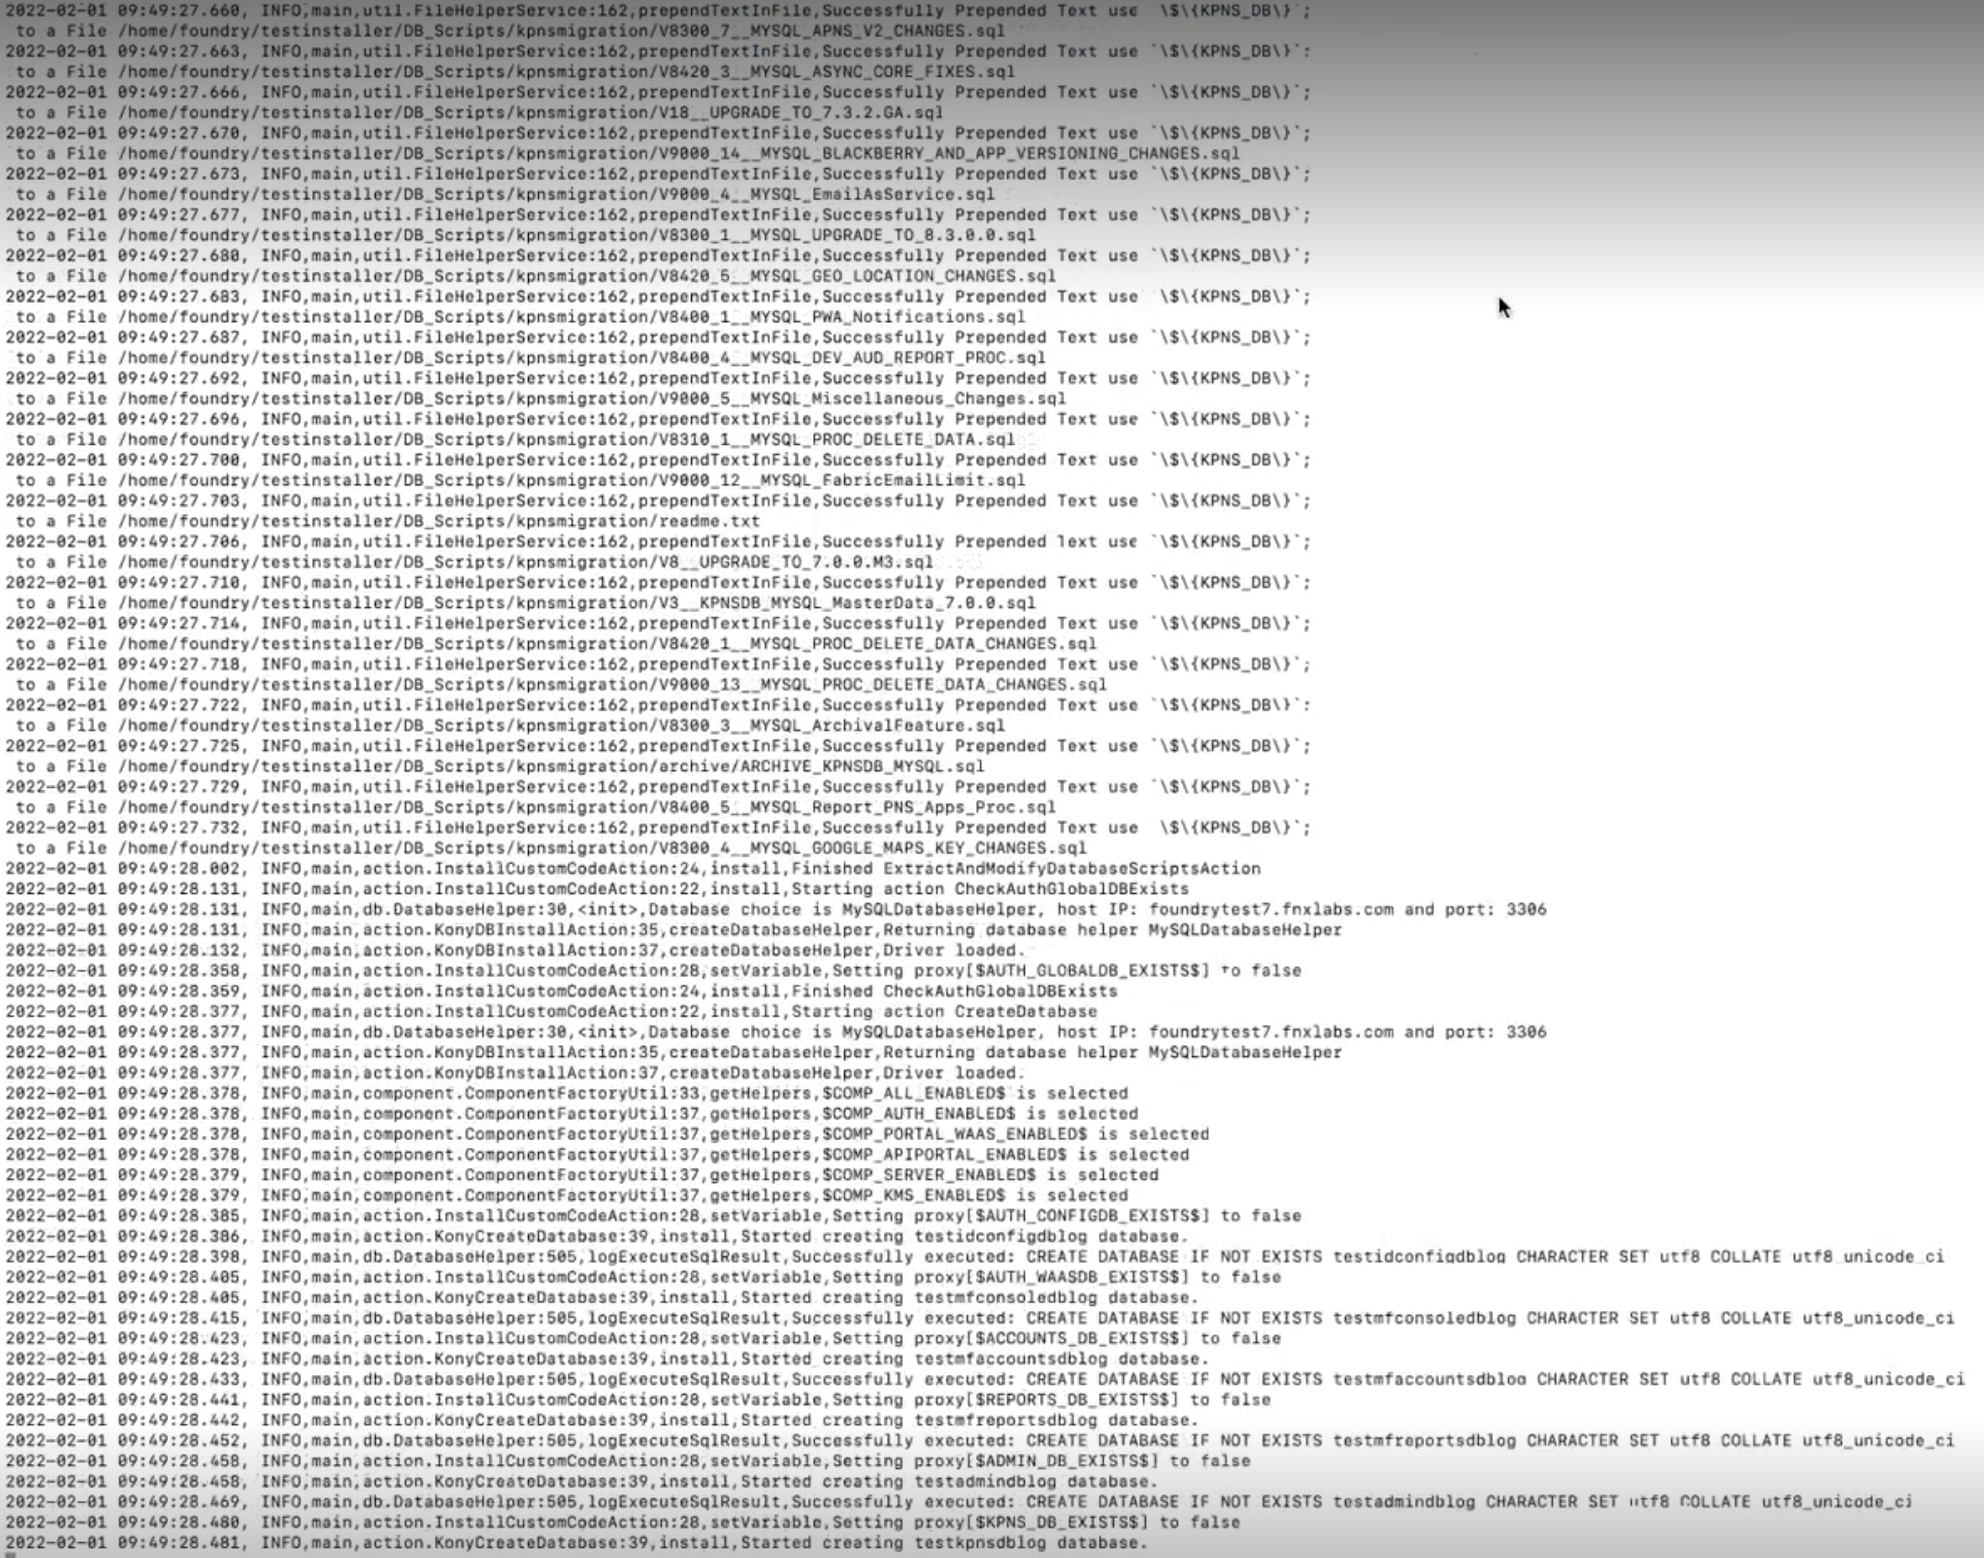 2022-02-01 09:49:27.660, INFO,main,util.FileHelperService:162,prependTextInFile,Successfully Prepended Text use `\$\{KPNS_DB\}`;
to a File /home/foundry/testinstaller/DB_Scripts/kpnsmigration/V8300_7__MYSQL_APNS_V2_CHANGES.sql
2022-02-01 09:49:27.663, INFO,main,util.FileHelperService:162,prependTextInFile,Successfully Prepended Text use `\$\{KPNS_DB\}`:
to a File /home/foundry/testinstaller/DB_Scripts/kpnsmigration/V8420_3__MYSQL_ASYNC_CORE_FIXES.sql
2022-02-01 09:49:27.666, INFO,main,util.FileHelperService:162,prependTextInFile,Successfully Prepended Text use `\$\{KPNS_DB\}`;
to a File /home/foundry/testinstaller/DB_Scripts/kpnsmigration/V18__UPGRADE_TO_7.3.2.GA.sql
2022-02-01 09:49:27.670, INFO,main,util.FileHelperService:162,prependTextInFile,Successfully Prepended Text use `\$\{KPNS_DB\}`;
to a File /home/foundry/testinstaller/DB_Scripts/kpnsmigration/V9000_14__MYSQL_BLACKBERRY_AND_APP_VERSIONING_CHANGES.sql
2022-02-01 09:49:27.673, INFO,main,util.FileHelperService:162,prependTextInFile,Successfully Prepended Text use `\$\{KPNS_DB\}`;
to a File /home/foundry/testinstaller/DB_Scripts/kpnsmigration/V9000_4__MYSQL_EmailAsService.sql
2022-02-01 09:49:27.677, INFO,main,util.FileHelperService:162,prependTextInFile,Successfully Prepended Text use `\$\{KPNS_DB\}`;
to a File /home/foundry/testinstaller/DB_Scripts/kpnsmigration/V8300_1__MYSQL_UPGRADE_TO_8.3.0.0.sql
2022-02-01 09:49:27.680, INFO,main,util.FileHelperService:162,prependTextInFile,Successfully Prepended Text use `\$\{KPNS_DB\}`;
to a File /home/foundry/testinstaller/DB_Scripts/kpnsmigration/V8420_5__MYSQL_GEO_LOCATION_CHANGES.sql
2022-02-01 09:49:27.683, INFO,main,util.FileHelperService:162,prependTextInFile,Successfully Prepended Text use `\$\{KPNS_DB\}`;
to a File /home/foundry/testinstaller/DB_Scripts/kpnsmigration/V8400_1__MYSQL_PWA_Notifications.sql
2022-02-01 09:49:27.687, INFO,main,util.FileHelperService:162,prependTextInFile,Successfully Prepended Text use `\$\{KPNS_DB\}`;
to a File /home/foundry/testinstaller/DB_Scripts/kpnsmigration/V8400_4__MYSQL_DEV_AUD_REPORT_PROC.sql
2022-02-01 09:49:27.692, INFO,main,util.FileHelperService:162,prependTextInFile,Successfully Prepended Text use `\$\{KPNS_DB\}`;
to a File /home/foundry/testinstaller/DB_Scripts/kpnsmigration/V9000_5__MYSQL_Miscellaneous_Changes.sql
2022-02-01 09:49:27.696, INFO,main,util.FileHelperService:162,prependTextInFile,Successfully Prepended Text use `\$\{KPNS_DB\}`;
to a File /home/foundry/testinstaller/DB_Scripts/kpnsmigration/V8310_1__MYSQL_PROC_DELETE_DATA.sql
2022-02-01 09:49:27.700, INFO,main,util.FileHelperService:162,prependTextInFile,Successfully Prepended Text use `\$\{KPNS_DB\}`;
to a File /home/foundry/testinstaller/DB_Scripts/kpnsmigration/V9000_12__MYSQL_FabricEmailLimit.sql
2022-02-01 09:49:27.703, INFO,main,util.FileHelperService:162,prependTextInFile,Successfully Prepended Text use `\$\{KPNS_DB\}`;
to a File /home/foundry/testinstaller/DB_Scripts/kpnsmigration/readme.txt
2022-02-01 09:49:27.706, INFO,main,util.FileHelperService:162,prependTextInFile,Successfully Prepended Text use `\$\{KPNS_DB\}`;
to a File /home/foundry/testinstaller/DB_Scripts/kpnsmigration/V8__UPGRADE_TO_7.0.0.M3.sql
2022-02-01 09:49:27.710, INFO,main,util.FileHelperService:162,prependTextInFile,Successfully Prepended Text use `\$\{KPNS_DB\}`;
to a File /home/foundry/testinstaller/DB_Scripts/kpnsmigration/V3__KPNSDB_MYSQL_MasterData_7.0.0.sql
2022-02-01 09:49:27.714, INFO,main,util.FileHelperService:162,prependTextInFile,Successfully Prepended Text use `\$\{KPNS_DB\}`;
to a File /home/foundry/testinstaller/DB_Scripts/kpnsmigration/V8420_1__MYSQL_PROC_DELETE_DATA_CHANGES.sql
2022-02-01 09:49:27.718, INFO,main,util.FileHelperService:162,prependTextInFile,Successfully Prepended Text use `\$\{KPNS_DB\}`;
to a File /home/foundry/testinstaller/DB_Scripts/kpnsmigration/V9000_13__MYSQL_PROC_DELETE_DATA_CHANGES.sql
2022-02-01 09:49:27.722, INFO,main,util.FileHelperService:162,prependTextInFile,Successfully Prepended Text use `\$\{KPNS_DB\}`:
to a File /home/foundry/testinstaller/DB_Scripts/kpnsmigration/V8300_3__MYSQL_ArchivalFeature.sql
2022-02-01 09:49:27.725, INFO,main,util.FileHelperService:162,prependTextInFile,Successfully Prepended Text use `\$\{KPNS_DB\}`;
to a File /home/foundry/testinstaller/DB_Scripts/kpnsmigration/archive/ARCHIVE_KPNSDB_MYSQL.sql
2022-02-01 09:49:27.729, INFO,main,util.FileHelperService:162,prependTextInFile,Successfully Prepended Text use `\$\{KPNS_DB\}`;
to a File /home/foundry/testinstaller/DB_Scripts/kpnsmigration/V8400_5__MYSQL_Report_PNS_Apps_Proc.sql
2022-02-01 09:49:27.732, INFO,main,util.FileHelperService:162,prependTextInFile,Successfully Prepended Text use \$\{KPNS_DB\}`;
to a File /home/foundry/testinstaller/DB_Scripts/kpnsmigration/V8300_4__MYSQL_GOOGLE_MAPS_KEY_CHANGES.sql
2022-02-01 09:49:28.002, INFO,main,action.InstallCustomCodeAction:24,install,Finished ExtractAndModifyDatabaseScriptsAction
2022-02-01 09:49:28.131, INFO,main,action.InstallCustomCodeAction:22,install,Starting action CheckAuthGlobalDBExists
2022-02-01 09:49:28.131, INFO,main,db.DatabaseHelper:30,<init>,Database choice is MySQLDatabaseHelper, host IP: foundrytest7.fnxlabs.com and port: 3306
2022-02-01 09:49:28.131, INFO,main,action.KonyDBInstallAction:35,createDatabaseHelper,Returning database helper MySQLDatabaseHelper
2022-02-01 09:49:28.132, INFO,main,action.KonyDBInstallAction:37,createDatabaseHelper,Driver loaded.
2022-02-01 09:49:28.358, INFO,main,action.InstallCustomCodeAction:28,setVariable,Setting proxy[$AUTH_GLOBALDB_EXISTS$] to false
2022-02-01 09:49:28.359, INFO,main,action.InstallCustomCodeAction:24,install,Finished CheckAuthGlobalDBExists
2022-02-01 09:49:28.377, INFO,main,action.InstallCustomCodeAction:22,install,Starting action CreateDatabase
2022-02-01 09:49:28.377, INFO,main,db.DatabaseHelper:30,<init>,Database choice is MySQLDatabaseHelper, host IP: foundrytest7.fnxlabs.com and port: 3306
2022-02-01 09:49:28.377, INFO,main,action.KonyDBInstallAction:35,createDatabaseHelper,Returning database helper MySQLDatabaseHelper
2022-02-01 09:49:28.377, INFO,main,action.KonyDBInstallAction:37,createDatabaseHelper,Driver loaded.
2022-02-01 09:49:28.378, INFO,main,component.ComponentFactoryUtil:33,getHelpers,$COMP_ALL_ENABLED$ is selected
2022-02-01 09:49:28.378, INFO,main,component.ComponentFactoryUtil:37,getHelpers,$COMP_AUTH_ENABLED$ is selected
2022-02-01 09:49:28.378, INFO,main,component.ComponentFactoryUtil:37,getHelpers,$COMP_PORTAL_WAAS_ENABLED$ is selected
2022-02-01 09:49:28.378, INFO,main,component.ComponentFactoryUtil:37,getHelpers,$COMP_APIPORTAL_ENABLED$ is selected
2022-02-01 09:49:28.379, INFO,main,component.ComponentFactoryUtil:37,getHelpers,$COMP_SERVER_ENABLED$ is selected
2022-02-01 09:49:28.379, INFO,main,component.ComponentFactoryUtil:37,getHelpers,$COMP_KMS_ENABLED$ is selected
2022-02-01 09:49:28.385, INFO,main,action.InstallCustomCodeAction:28,setVariable,Setting proxy[$AUTH_CONFIGDB_EXISTS$] to false
2022-02-01 09:49:28.386, INFO,main,action.KonyCreateDatabase:39,install,Started creating testidconfigdblog database.
2022-02-01 09:49:28.398, INFO,main,db.DatabaseHelper:505,logExecuteSqlResult,Successfully executed: CREATE DATABASE IF NOT EXISTS testidconfigdblog CHARACTER SET utf8 COLLATE utf8_unicode_ci
2022-02-01 09:49:28.405, INFO,main,action.InstallCustomCodeAction:28,setVariable,Setting proxy[$AUTH_WAASDB_EXISTS$] to false
2022-02-01 09:49:28.405, INFO,main,action.KonyCreateDatabase:39,install,Started creating testmfconsoledblog database.
2022-02-01 09:49:28.415, INFO,main,db.DatabaseHelper:505,logExecuteSqlResult,Successfully executed: CREATE DATABASE IF NOT EXISTS testmfconsoledblog CHARACTER SET utf8 COLLATE utf8_unicode_ci
2022-02-01 09:49:28.423, INFO,main,action.InstallCustomCodeAction:28,setVariable,Setting proxy[$ACCOUNTS_DB_EXISTS$] to false
2022-02-01 09:49:28.423, INFO,main,action.KonyCreateDatabase:39,install,Started creating testmfaccountsdblog database.
2022-02-01 09:49:28.433, INFO,main,db.DatabaseHelper:505,logExecuteSqlResult,Successfully executed: CREATE DATABASE IF NOT EXISTS testmfaccountsdblog CHARACTER SET utf8 COLLATE utf8_unicode_ci
2022-02-01 09:49:28.441, INFO,main,action.InstallCustomCodeAction:28,setVariable,Setting proxy[$REPORTS_DB_EXISTS$] to false
2022-02-01 09:49:28.442, INFO,main,action.KonyCreateDatabase:39,install,Started creating testmfreportsdblog database.
2022-02-01 09:49:28.452, INFO,main,db.DatabaseHelper:505,logExecuteSqlResult,Successfully executed: CREATE DATABASE IF NOT EXISTS testmfreportsdblog CHARACTER SET utf8 COLLATE utf8_unicode_ci
2022-02-01 09:49:28.458, INFO,main,action.InstallCustomCodeAction:28,setVariable,Setting proxy[$ADMIN_DB_EXISTS$] to false
2022-02-01 09:49:28.458, INFO,main,action.KonyCreateDatabase:39,install,Started creating testadmindblog database.
2022-02-01 09:49:28.469, INFO,main,db.DatabaseHelper:505,logExecuteSqlResult,Successfully executed: CREATE DATABASE IF NOT EXISTS testadmindblog CHARACTER SET utf8 COLLATE utf8_unicode_ci
2022-02-01 09:49:28.480, INFO,main,action.InstallCustomCodeAction:28,setVariable,Setting proxy[$KPNS_DB_EXISTS$] to false
2022-02-01 09:49:28.481, INFO,main,action.KonyCreateDatabase:39,install,Started creating testkpnsdblog database.